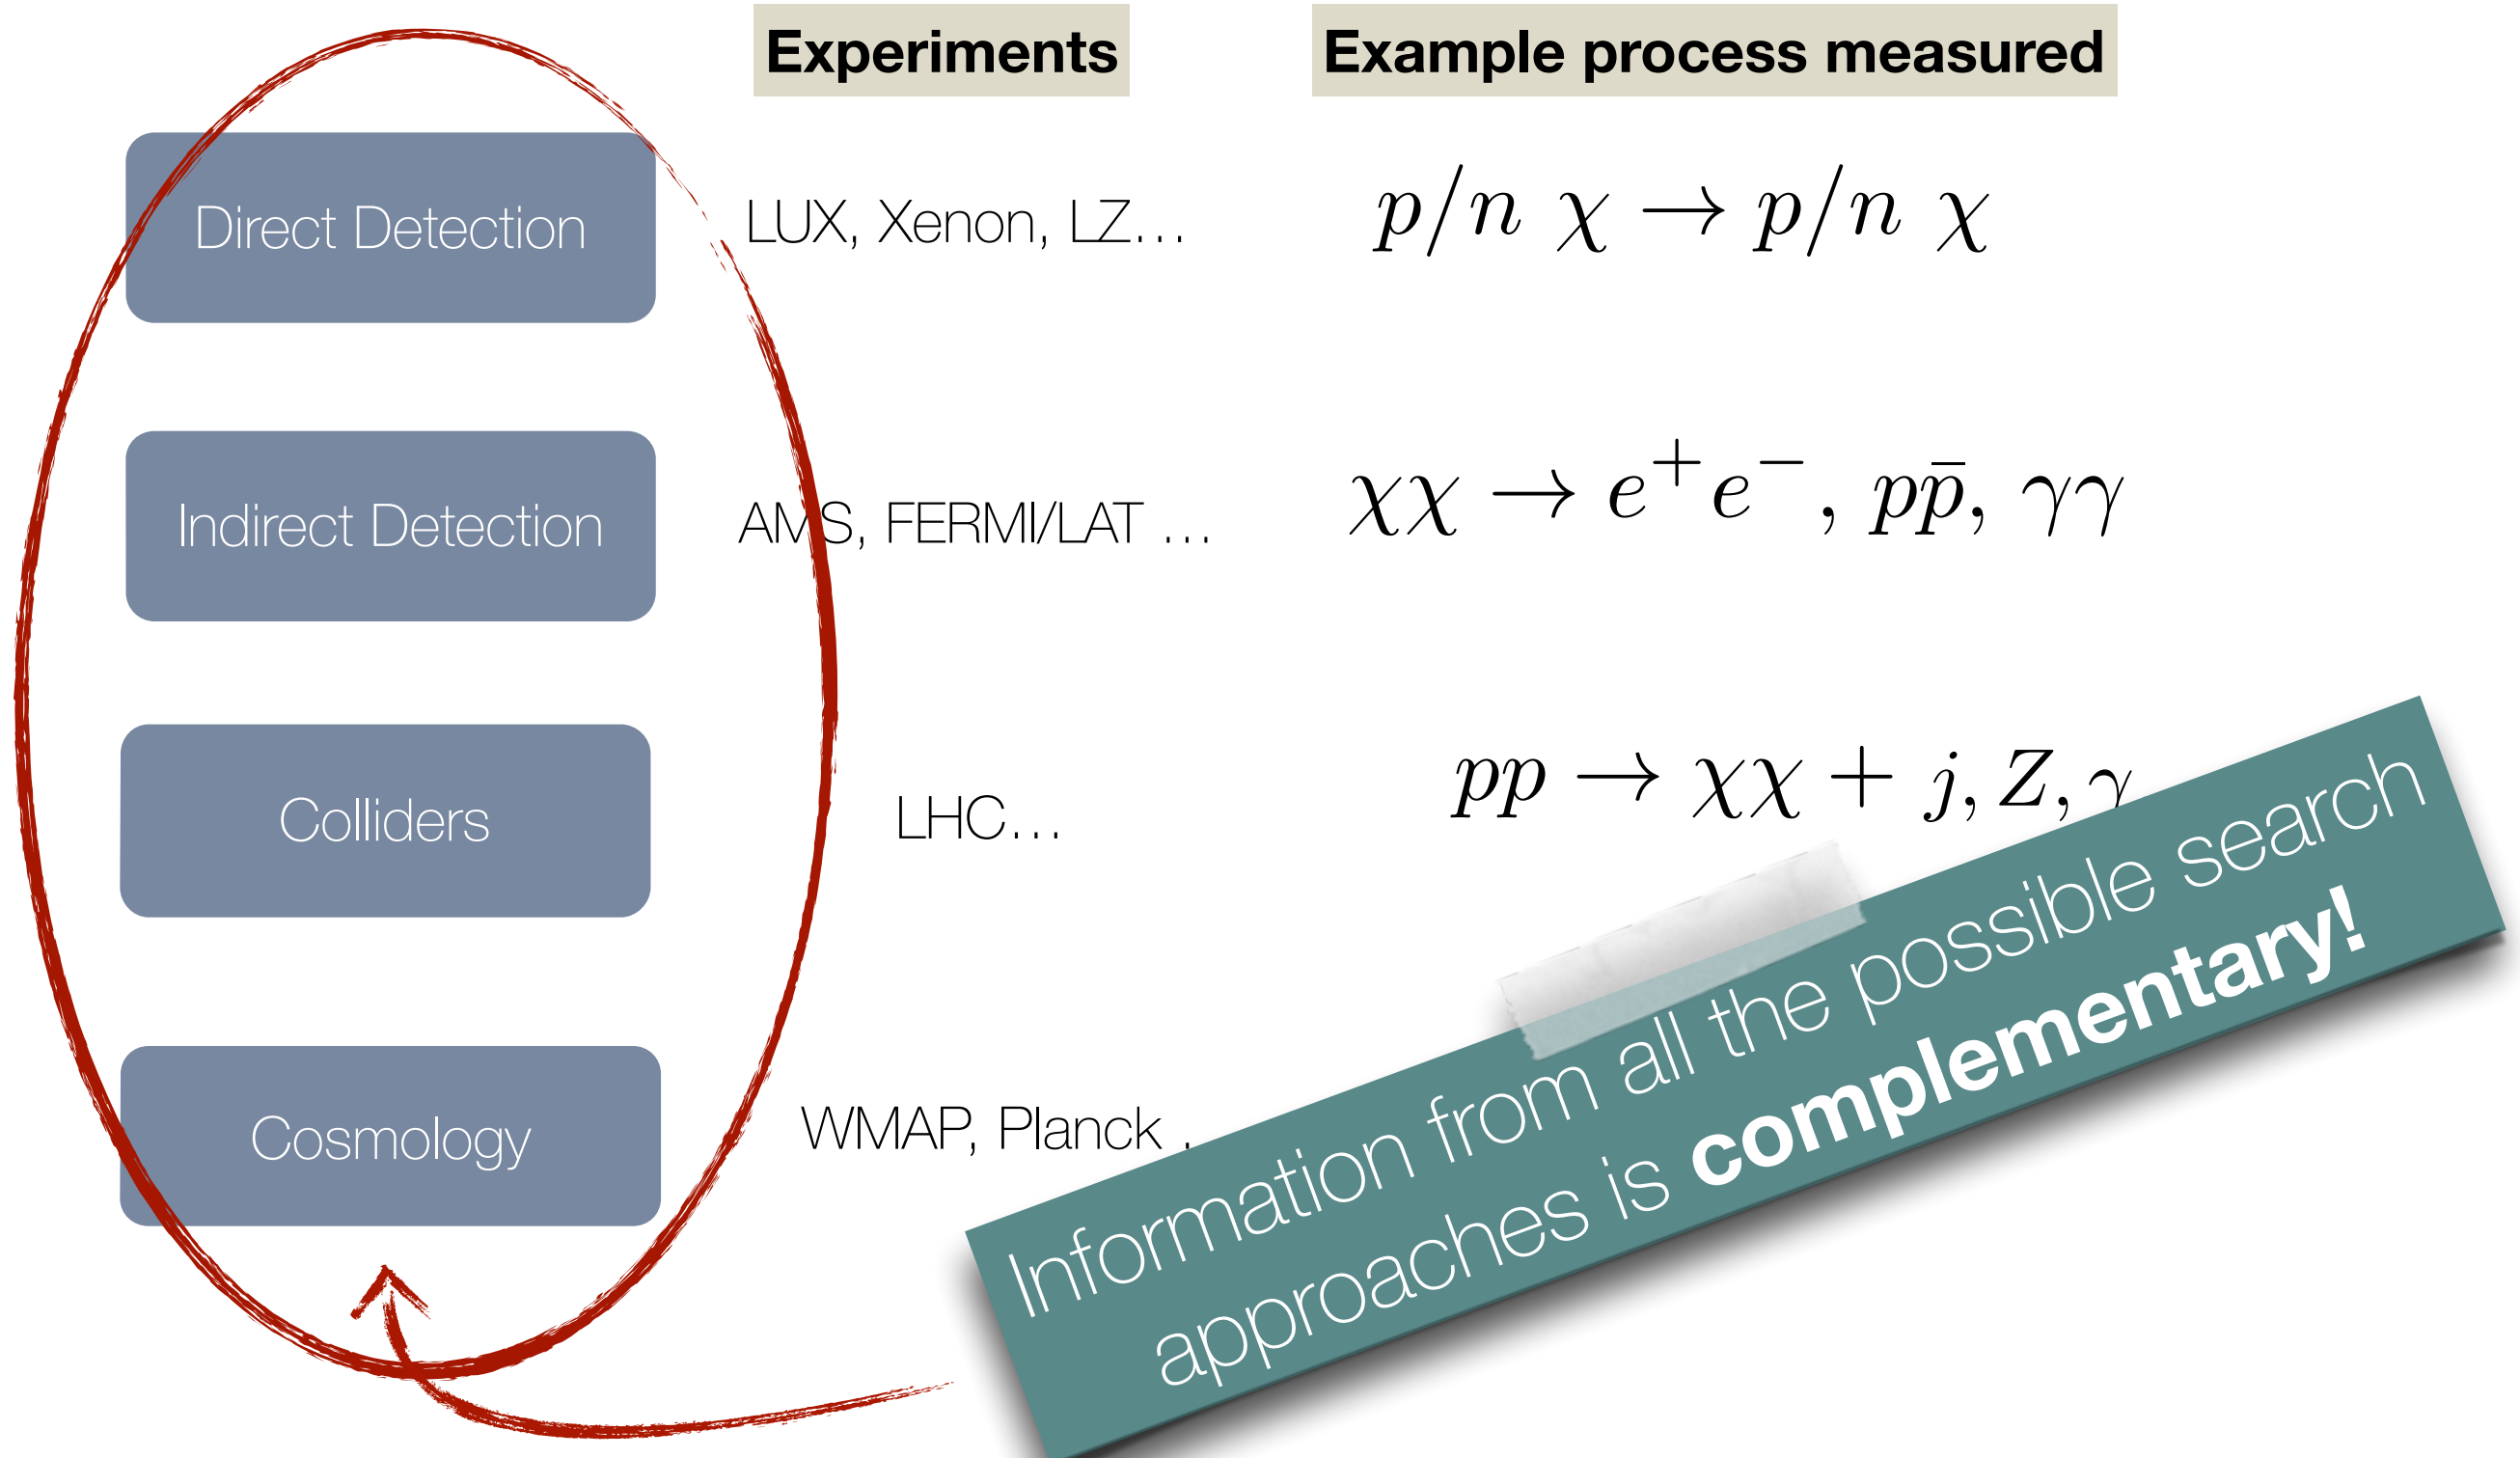 Experiments
Example process measured
Direct Detection
LUX, Xenon, LZ…
p/n χ → p/n χ
Indirect Detection
AMS, FERMI/LAT …
χχ → e⁺e⁻, pp̄, γγ
Colliders
LHC…
pp → χχ + j, Z, γ
Cosmology
WMAP, Planck .
Information from all the possible search
approaches is complementary!